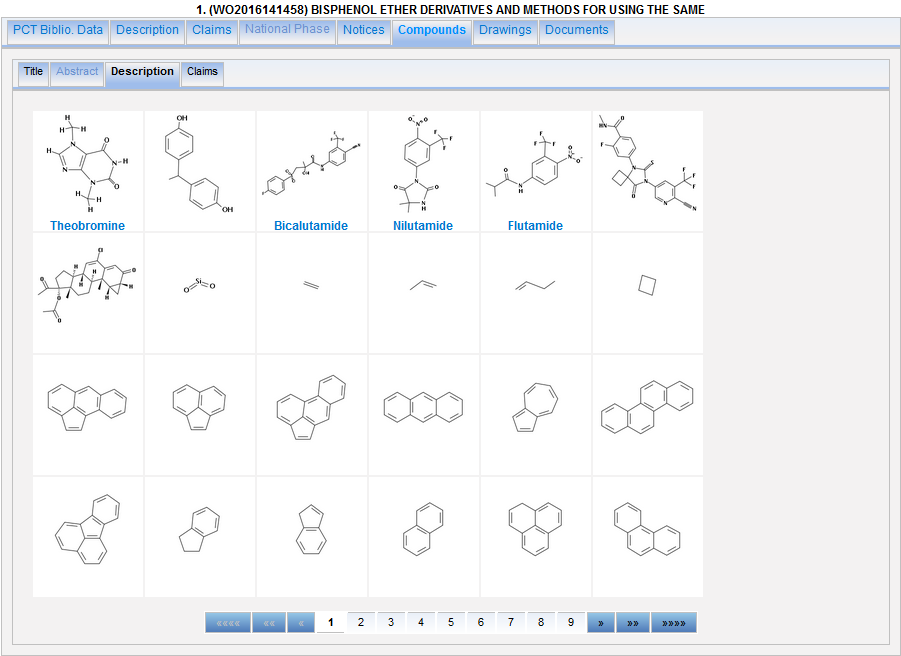 1. (WO2016141458) BISPHENOL ETHER DERIVATIVES AND METHODS FOR USING THE SAME
PCT Biblio. Data Description Claims National Phase Notices Compounds Drawings Documents
Title Abstract Description Claims
Theobromine Bicalutamide Nilutamide Flutamide
«««« «« « 1 2 3 4 5 6 7 8 9 » »» »»»»